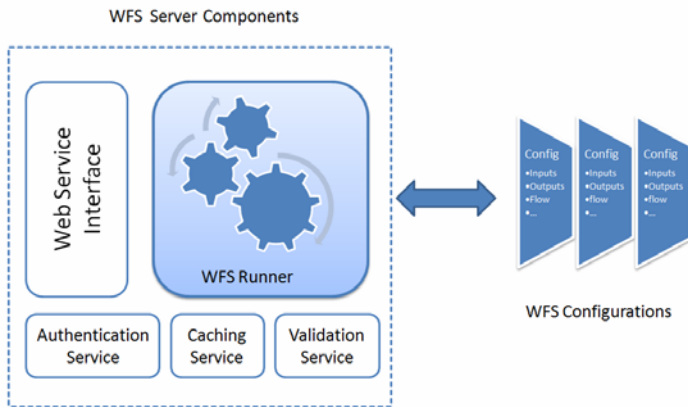 WFS Server Components
Web Service
Interface
WFS Runner
Authentication
Service
Caching
Service
Validation
Service
Config
•Inputs
•Outputs
•Flow
•...
Config
•Inputs
•Outputs
•flow
•...
Config
•Inputs
•Outputs
•flow
•...
WFS Configurations